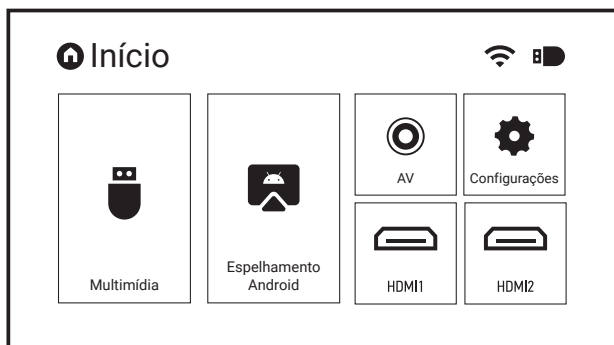 Início
Multimídia
Espelhamento
Android
AV
Configurações
HDMI1
HDMI2